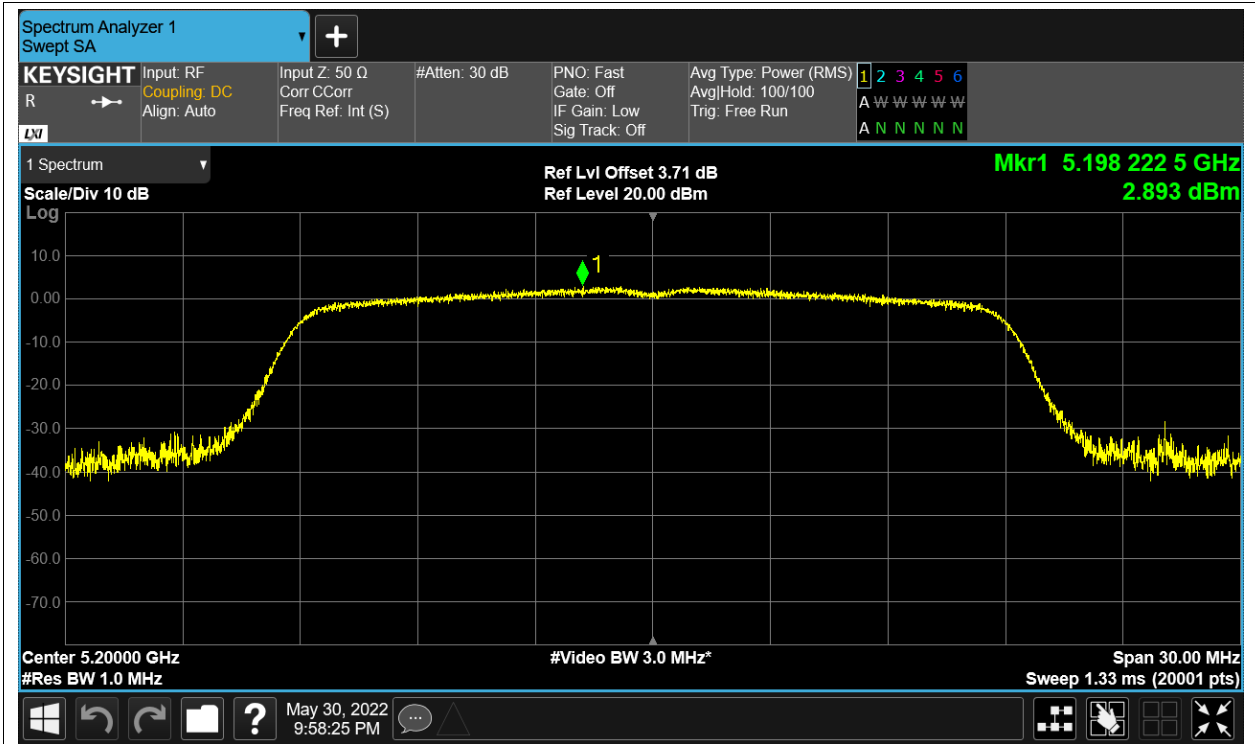 Spectrum Analyzer 1
Swept SA
KEYSIGHT
R
LXI
Input: RF
Coupling: DC
Align: Auto
Input Z: 50 Ω
Corr CCorr
Freq Ref: Int (S)
#Atten: 30 dB
PNO: Fast
Gate: Off
IF Gain: Low
Sig Track: Off
Avg Type: Power (RMS)
Avg|Hold: 100/100
Trig: Free Run
1 2 3 4 5 6
A W W W W W
A N N N N N
1 Spectrum
Scale/Div 10 dB
Log
Ref Lvl Offset 3.71 dB
Ref Level 20.00 dBm
Mkr1 5.198 222 5 GHz
2.893 dBm
1
10.0
0.00
-10.0
-20.0
-30.0
-40.0
-50.0
-60.0
-70.0
Center 5.20000 GHz
#Res BW 1.0 MHz
#Video BW 3.0 MHz*
Span 30.00 MHz
Sweep 1.33 ms (20001 pts)
?
May 30, 2022
9:58:25 PM